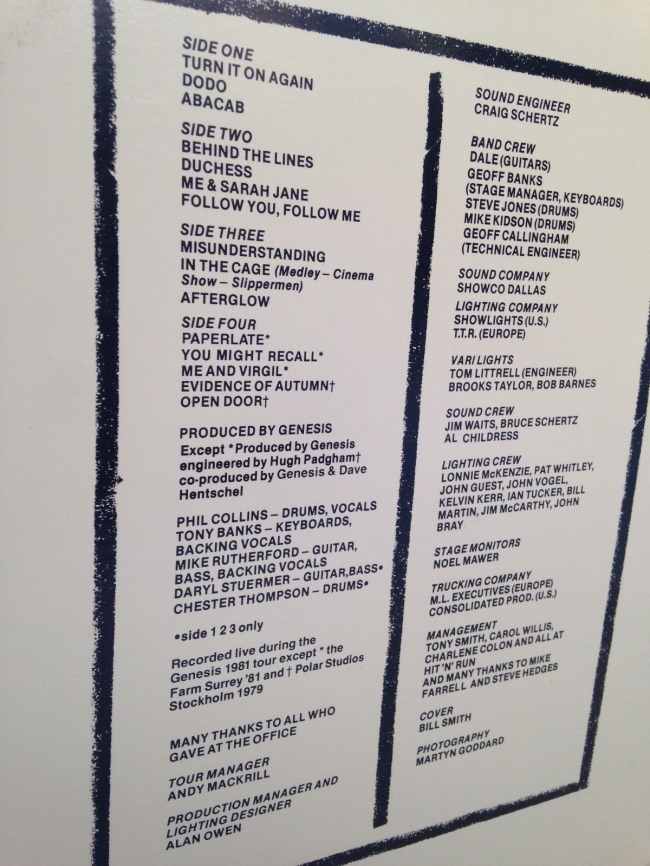 SIDE ONE
TURN IT ON AGAIN
DODO
ABACAB
SIDE TWO
BEHIND THE LINES
DUCHESS
ME & SARAH JANE
FOLLOW YOU, FOLLOW ME
SIDE THREE
MISUNDERSTANDING
IN THE CAGE (Medley – Cinema
Show – Slippermen)
AFTERGLOW
SIDE FOUR
PAPERLATE*
YOU MIGHT RECALL*
ME AND VIRGIL*
EVIDENCE OF AUTUMN†
OPEN DOOR†
PRODUCED BY GENESIS
Except *Produced by Genesis
engineered by Hugh Padgham†
co-produced by Genesis & Dave
Hentschel
PHIL COLLINS – DRUMS, VOCALS
TONY BANKS – KEYBOARDS,
BACKING VOCALS
MIKE RUTHERFORD – GUITAR,
BASS, BACKING VOCALS
DARYL STUERMER – GUITAR,BASS•
CHESTER THOMPSON – DRUMS•
•side 1 2 3 only
Recorded live during the
Genesis 1981 tour except * the
Farm Surrey '81 and † Polar Studios
Stockholm 1979
MANY THANKS TO ALL WHO
GAVE AT THE OFFICE
TOUR MANAGER
ANDY MACKRILL
PRODUCTION MANAGER AND
LIGHTING DESIGNER
ALAN OWEN
SOUND ENGINEER
CRAIG SCHERTZ
BAND CREW
DALE (GUITARS)
GEOFF BANKS
(STAGE MANAGER, KEYBOARDS)
STEVE JONES (DRUMS)
MIKE KIDSON (DRUMS)
GEOFF CALLINGHAM
(TECHNICAL ENGINEER)
SOUND COMPANY
SHOWCO DALLAS
LIGHTING COMPANY
SHOWLIGHTS (U.S.)
T.T.R. (EUROPE)
VARI LIGHTS
TOM LITTRELL (ENGINEER)
BROOKS TAYLOR, BOB BARNES
SOUND CREW
JIM WAITS, BRUCE SCHERTZ
AL CHILDRESS
LIGHTING CREW
LONNIE McKENZIE, PAT WHITLEY,
JOHN GUEST, JOHN VOGEL,
KELVIN KERR, IAN TUCKER, BILL
MARTIN, JIM McCARTHY, JOHN
BRAY
STAGE MONITORS
NOEL MAWER
TRUCKING COMPANY
M.L. EXECUTIVES (EUROPE)
CONSOLIDATED PROD. (U.S.)
MANAGEMENT
TONY SMITH, CAROL WILLIS,
CHARLENE COLON AND ALL AT
HIT 'N' RUN
AND MANY THANKS TO MIKE
FARRELL AND STEVE HEDGES
COVER
BILL SMITH
PHOTOGRAPHY
MARTYN GODDARD